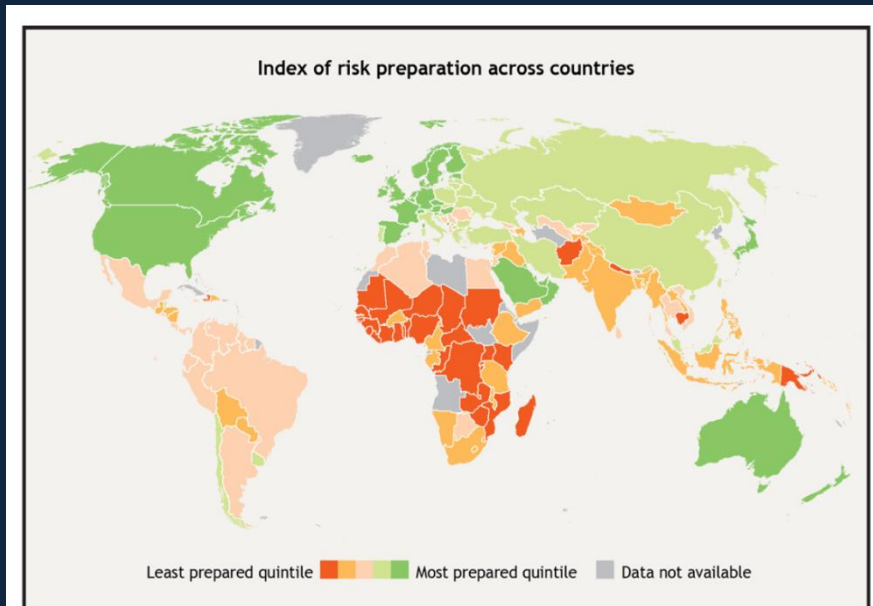 Index of risk preparation across countries
Least prepared quintile Most prepared quintile Data not available